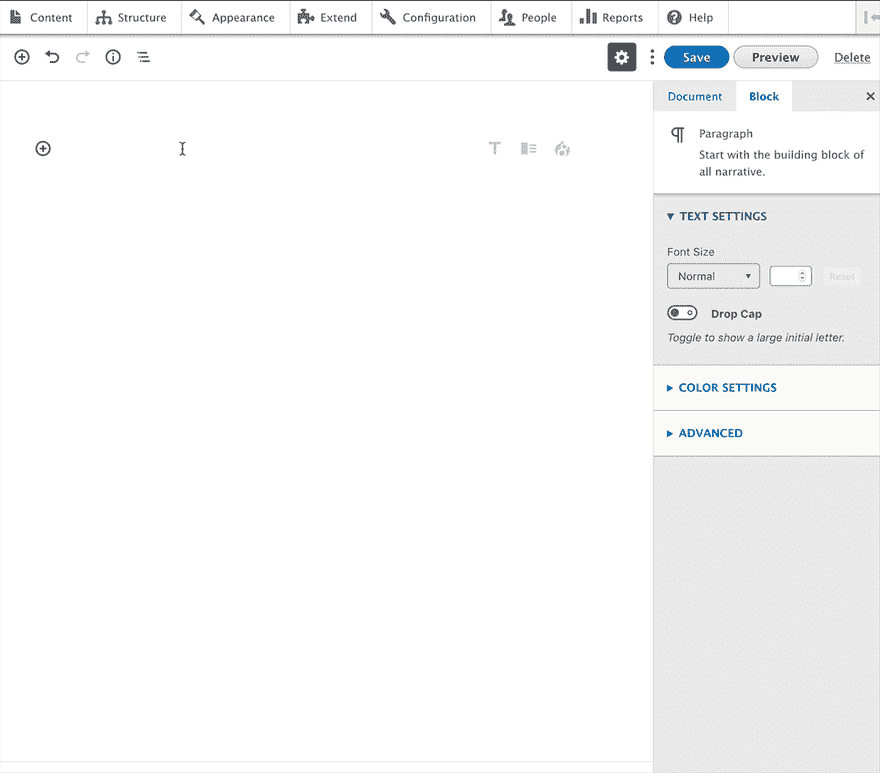 Content Structure Appearance Extend Configuration People Reports Help
Save Preview Delete
Document Block
Paragraph
Start with the building block of
all narrative.
TEXT SETTINGS
Font Size
Normal Reset
Drop Cap
Toggle to show a large initial letter.
COLOR SETTINGS
ADVANCED